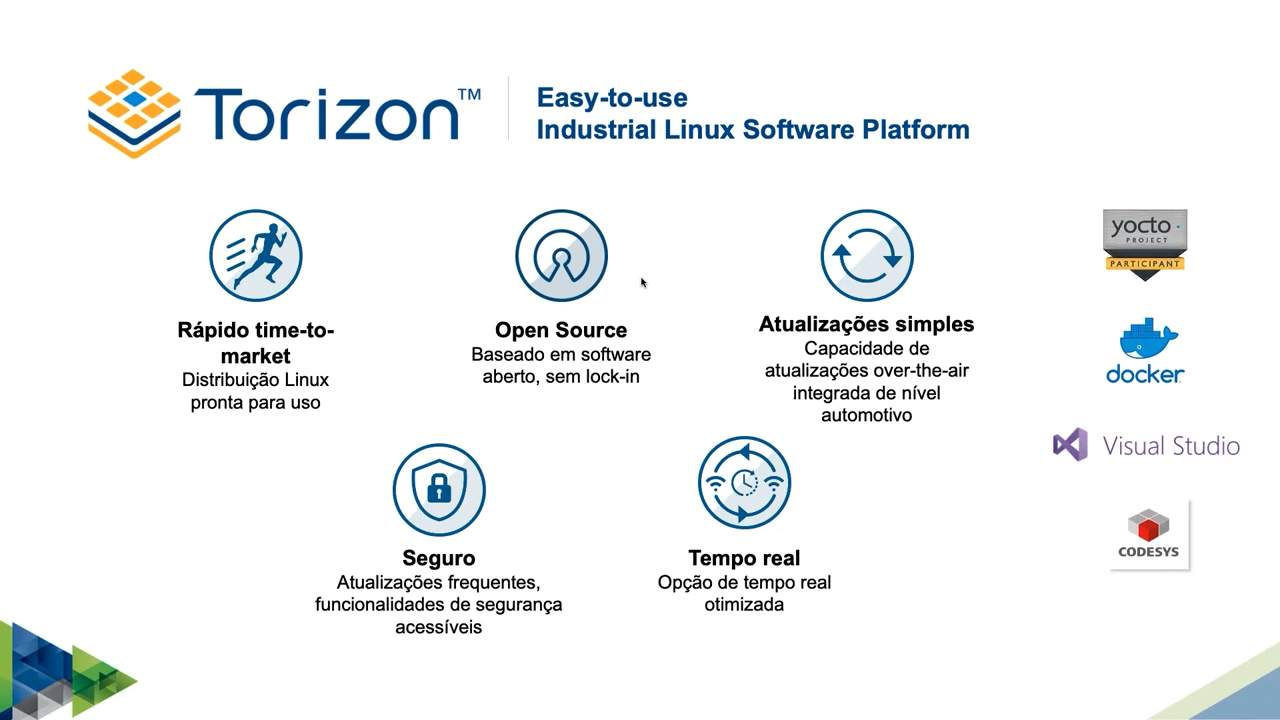 Torizon™
Easy-to-use
Industrial Linux Software Platform
Rápido time-to-
market
Distribuição Linux
pronta para uso
Open Source
Baseado em software
aberto, sem lock-in
Atualizações simples
Capacidade de
atualizações over-the-air
integrada de nível
automotivo
Seguro
Atualizações frequentes,
funcionalidades de segurança
acessíveis
Tempo real
Opção de tempo real
otimizada
yocto
PROJECT
PARTICIPANT
docker
Visual Studio
CODESYS